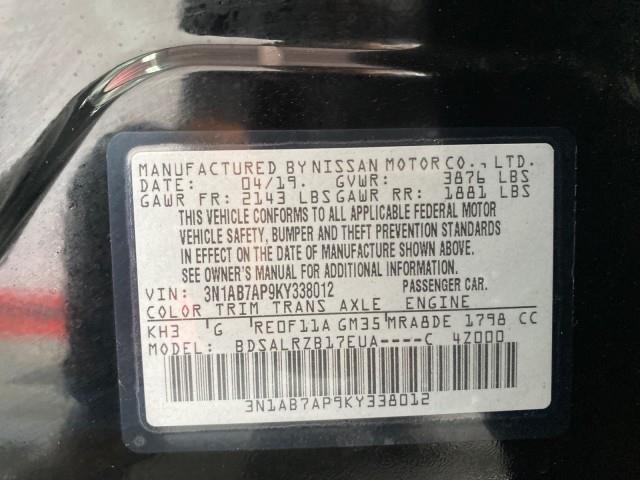 MANUFACTURED BY NISSAN MOTOR CO., LTD.
DATE: 04/19. GVWR: 3876 LBS
GAWR FR: 2143 LBS GAWR RR: 1881 LBS
THIS VEHICLE CONFORMS TO ALL APPLICABLE FEDERAL MOTOR
VEHICLE SAFETY, BUMPER AND THEFT PREVENTION STANDARDS
IN EFFECT ON THE DATE OF MANUFACTURE SHOWN ABOVE.
SEE OWNER'S MANUAL FOR ADDITIONAL INFORMATION.
VIN: 3N1AB7AP9KY338012 PASSENGER CAR.
COLOR TRIM TRANS AXLE ENGINE
KH3 G RE0F11A GM35 MRA8DE 1798 CC
MODEL: BDSALRZB17EUA----C 4Z000
3N1AB7AP9KY338012